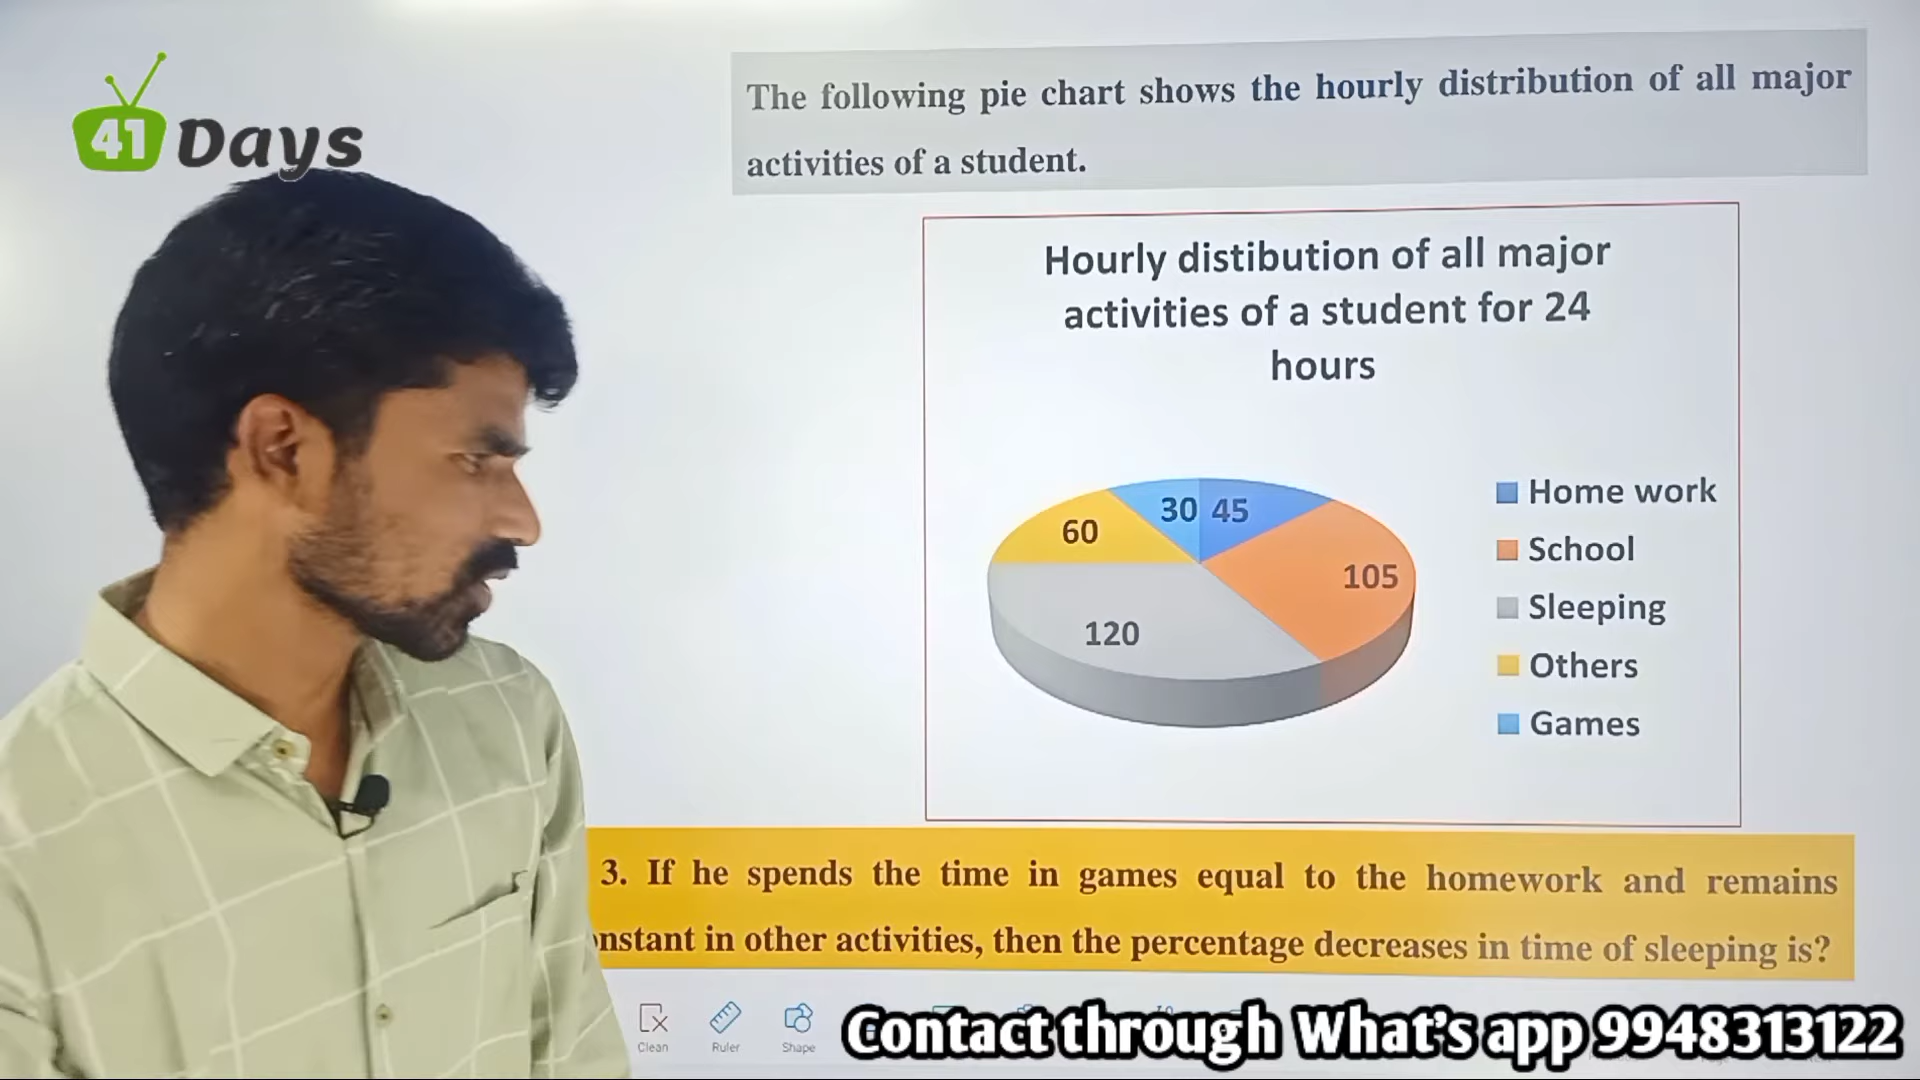 41 Days
The following pie chart shows the hourly distribution of all major
activities of a student.
Hourly distibution of all major
activities of a student for 24
hours
30 45
60
105
120
Home work
School
Sleeping
Others
Games
3. If he spends the time in games equal to the homework and remains
nstant in other activities, then the percentage decreases in time of sleeping is?
Clean Ruler Shape
Contact through What's app 9948313122